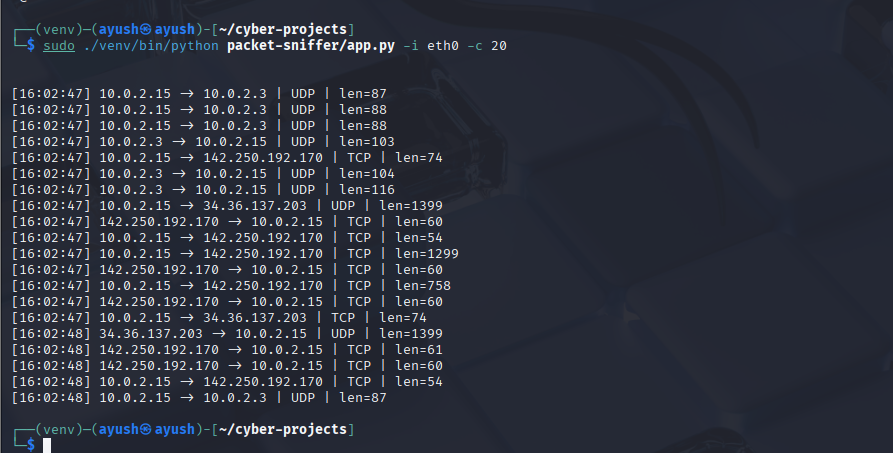 ┌──(venv)─(ayush㉿ayush)-[~/cyber-projects]
└─$ sudo ./venv/bin/python packet-sniffer/app.py -i eth0 -c 20
[16:02:47] 10.0.2.15 → 10.0.2.3 | UDP | len=87
[16:02:47] 10.0.2.15 → 10.0.2.3 | UDP | len=88
[16:02:47] 10.0.2.15 → 10.0.2.3 | UDP | len=88
[16:02:47] 10.0.2.3 → 10.0.2.15 | UDP | len=103
[16:02:47] 10.0.2.15 → 142.250.192.170 | TCP | len=74
[16:02:47] 10.0.2.3 → 10.0.2.15 | UDP | len=104
[16:02:47] 10.0.2.3 → 10.0.2.15 | UDP | len=116
[16:02:47] 10.0.2.15 → 34.36.137.203 | UDP | len=1399
[16:02:47] 142.250.192.170 → 10.0.2.15 | TCP | len=60
[16:02:47] 10.0.2.15 → 142.250.192.170 | TCP | len=54
[16:02:47] 10.0.2.15 → 142.250.192.170 | TCP | len=1299
[16:02:47] 142.250.192.170 → 10.0.2.15 | TCP | len=60
[16:02:47] 10.0.2.15 → 142.250.192.170 | TCP | len=758
[16:02:47] 142.250.192.170 → 10.0.2.15 | TCP | len=60
[16:02:47] 10.0.2.15 → 34.36.137.203 | TCP | len=74
[16:02:48] 34.36.137.203 → 10.0.2.15 | UDP | len=1399
[16:02:48] 142.250.192.170 → 10.0.2.15 | TCP | len=61
[16:02:48] 142.250.192.170 → 10.0.2.15 | TCP | len=60
[16:02:48] 10.0.2.15 → 142.250.192.170 | TCP | len=54
[16:02:48] 10.0.2.15 → 10.0.2.3 | UDP | len=87
┌──(venv)─(ayush㉿ayush)-[~/cyber-projects]
└─$